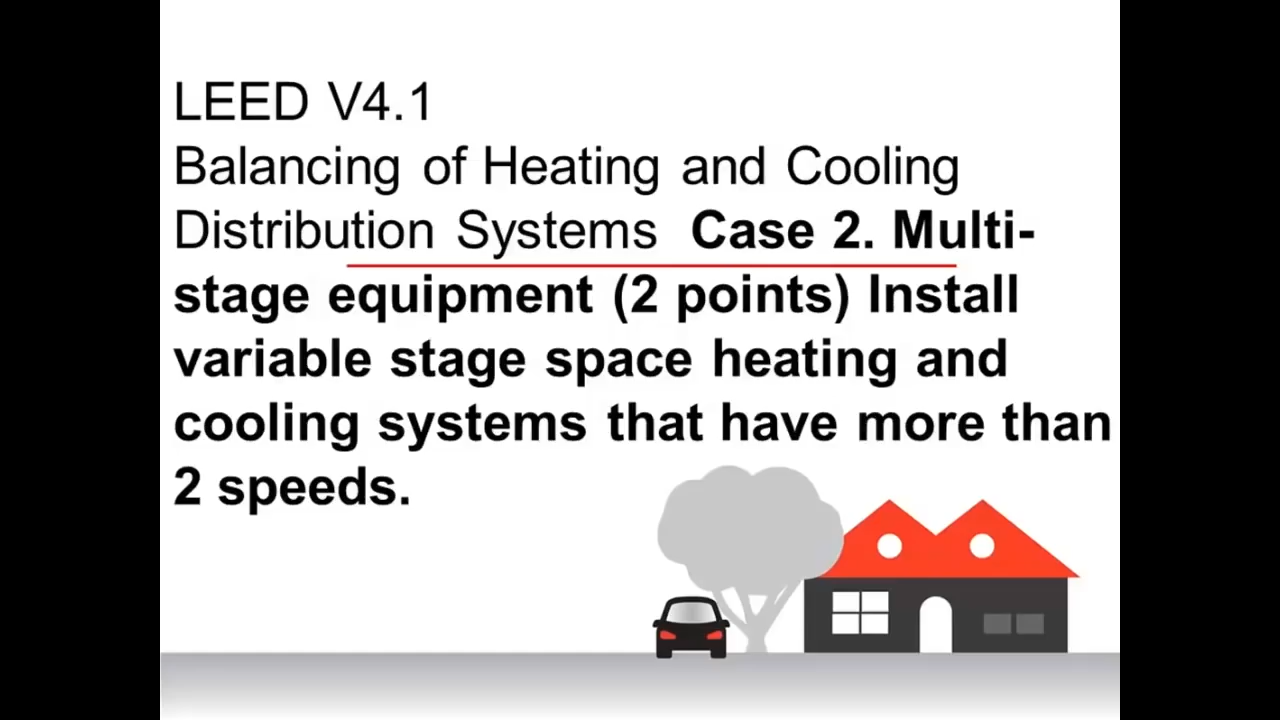 LEED V4.1
Balancing of Heating and Cooling
Distribution Systems Case 2. Multi-
stage equipment (2 points) Install
variable stage space heating and
cooling systems that have more than
2 speeds.